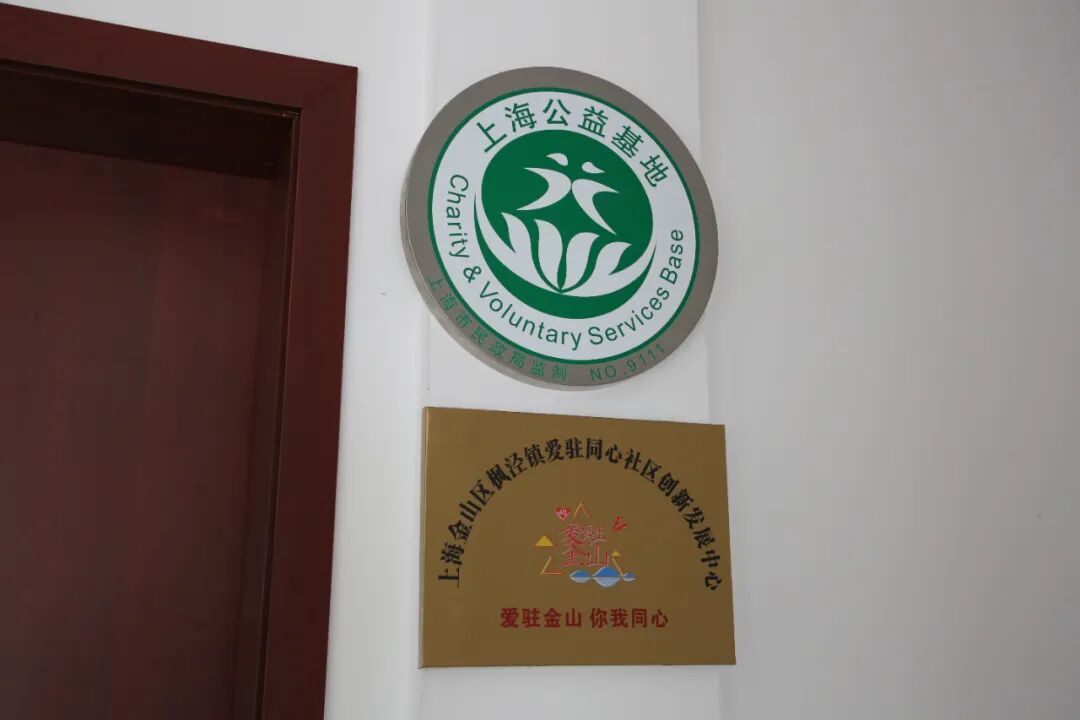 上海公益基地
Charity & Voluntary Services Base
上海市民政局监制 NO.9111
上海金山区枫泾镇爱驻同心社区创新发展中心
爱驻
金山
爱驻金山 你我同心